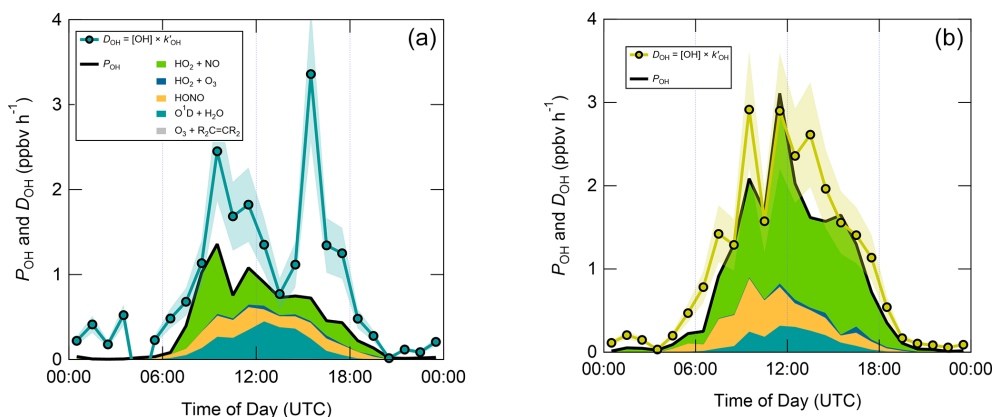 (a)
D_OH = [OH] × k'_OH
P_OH
HO₂ + NO
HO₂ + O₃
HONO
O¹D + H₂O
O₃ + R₂C=CR₂
P_OH and D_OH (ppbv h⁻¹)
4
3
2
1
0
00:00 06:00 12:00 18:00 00:00
Time of Day (UTC)
(b)
D_OH = [OH] × k'_OH
P_OH
P_OH and D_OH (ppbv h⁻¹)
4
3
2
1
0
00:00 06:00 12:00 18:00 00:00
Time of Day (UTC)